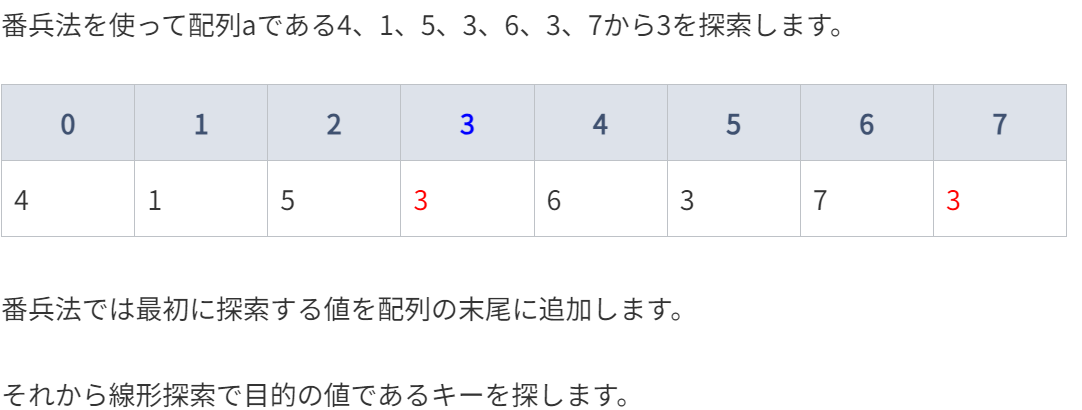 番兵法を使って配列aである4、1、5、3、6、3、7から3を探索します。
0 1 2 3 4 5 6 7
4 1 5 3 6 3 7 3
番兵法では最初に探索する値を配列の末尾に追加します。
それから線形探索で目的の値であるキーを探します。